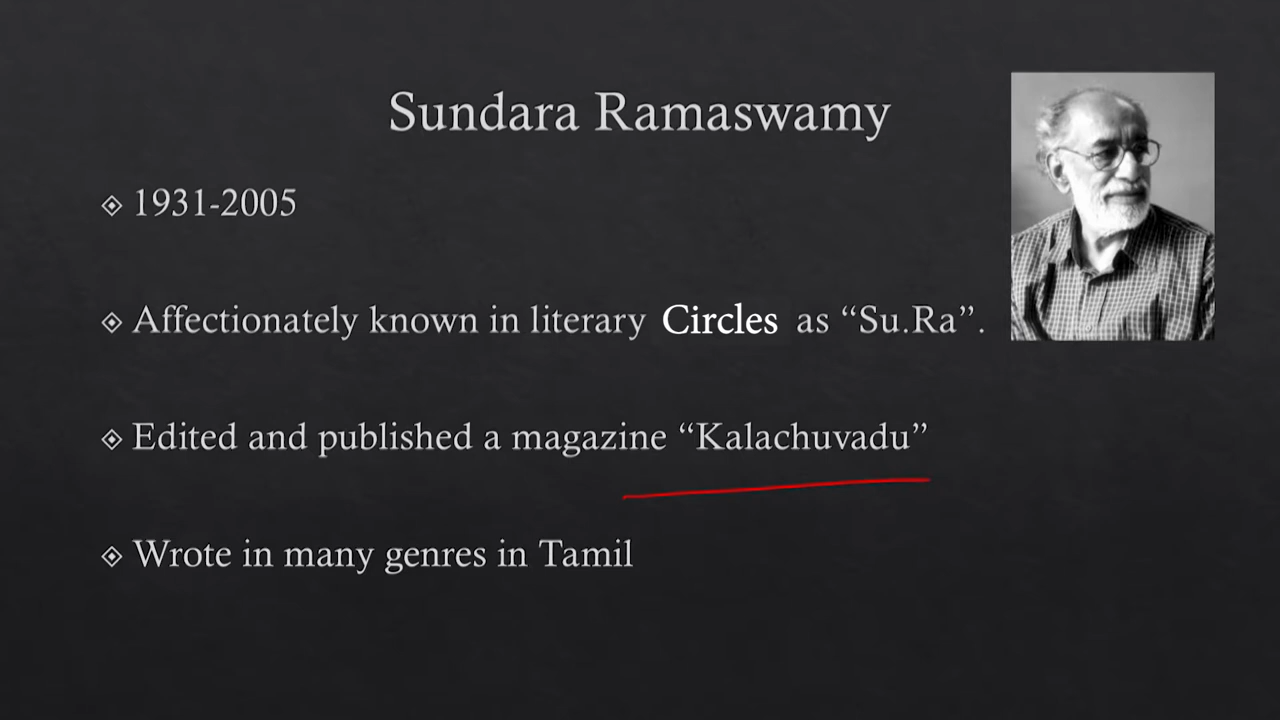 Sundara Ramaswamy
1931-2005
Affectionately known in literary Circles as “Su.Ra”.
Edited and published a magazine “Kalachuvadu”
Wrote in many genres in Tamil